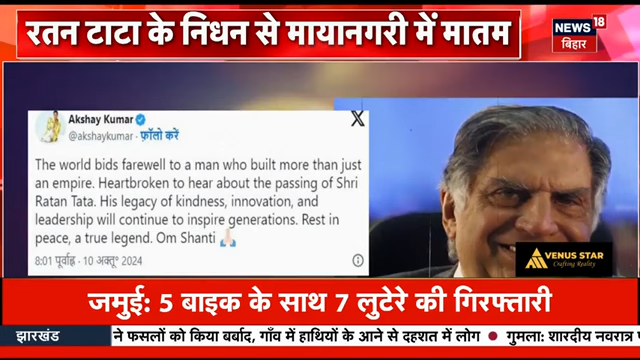 रतन टाटा के निधन से मायानगरी में मातम
NEWS18
बिहार
Akshay Kumar
@akshaykumar · फ़ॉलो करें
X
The world bids farewell to a man who built more than just
an empire. Heartbroken to hear about the passing of Shri
Ratan Tata. His legacy of kindness, innovation, and
leadership will continue to inspire generations. Rest in
peace, a true legend. Om Shanti 🙏🏻
8:01 पूर्वाह्न · 10 अक्तू॰ 2024
VENUS STAR
Crafting Reality
जमुई: 5 बाइक के साथ 7 लुटेरे की गिरफ्तारी
झारखंड
ने फसलों को किया बर्बाद, गाँव में हाथियों के आने से दहशत में लोग
गुमला: शारदीय नवरात्र